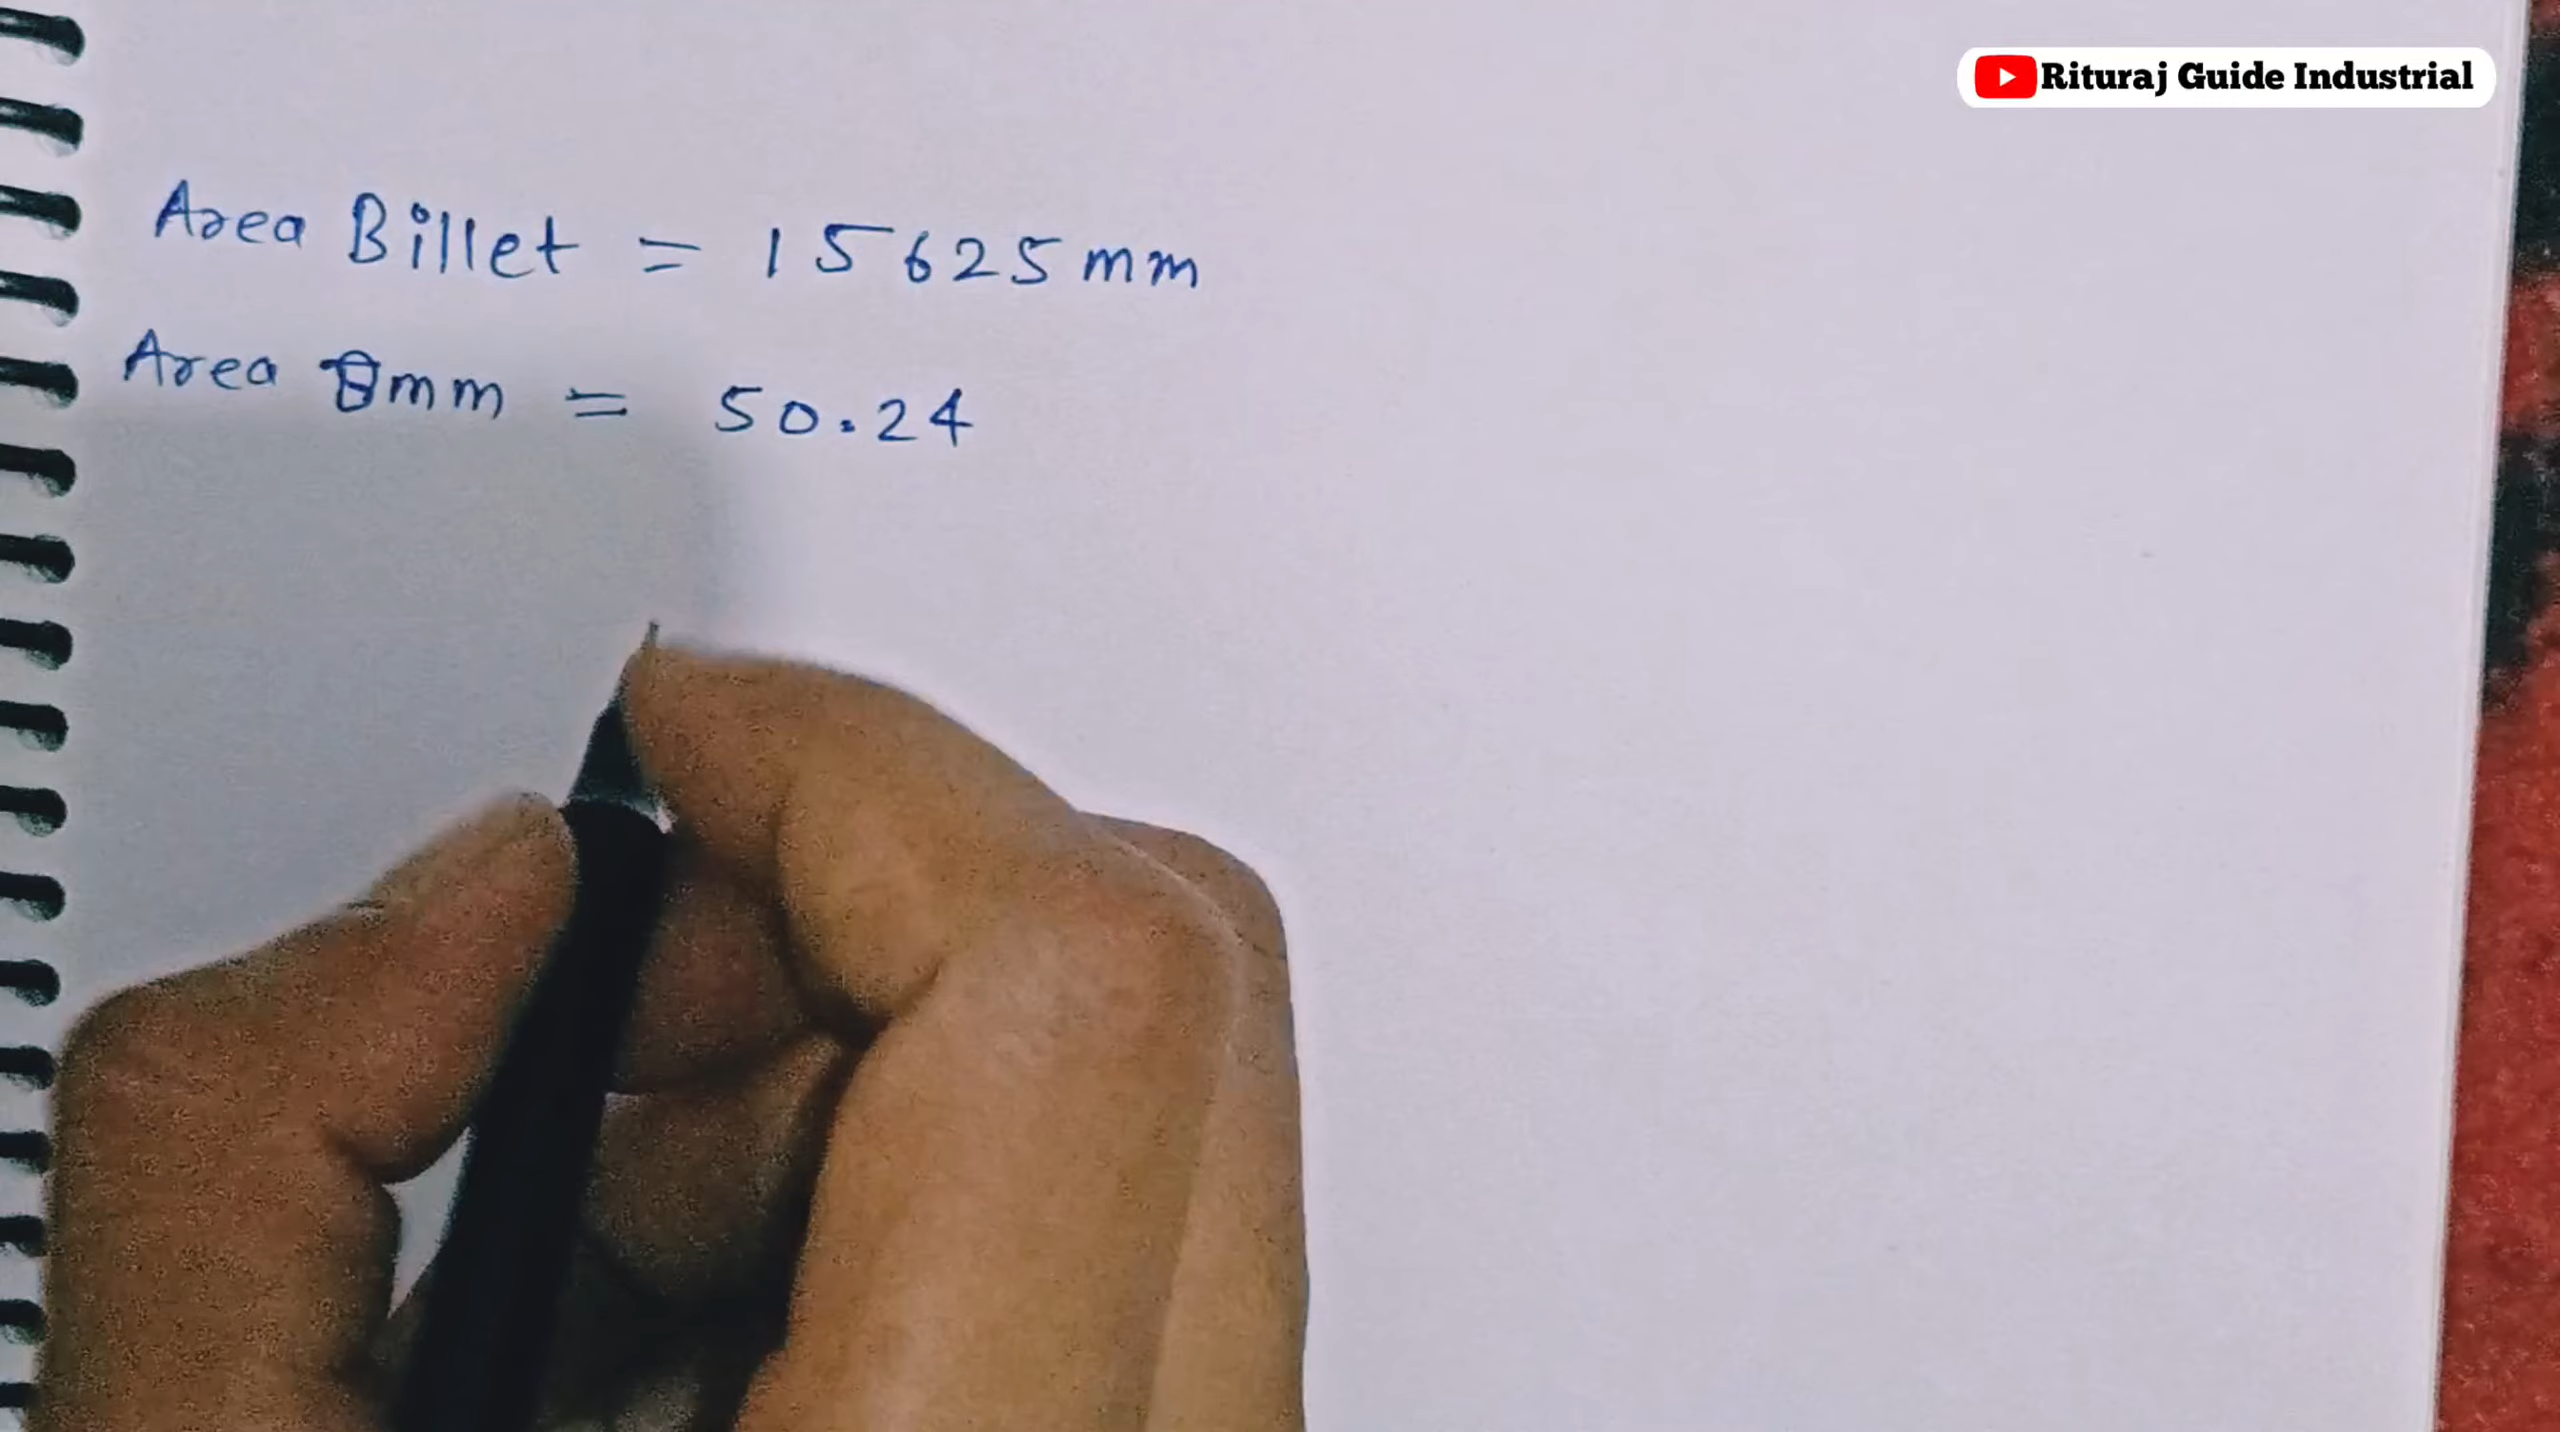 Rituraj Guide Industrial
Area Billet = 15625 mm
Area 8mm = 50.24